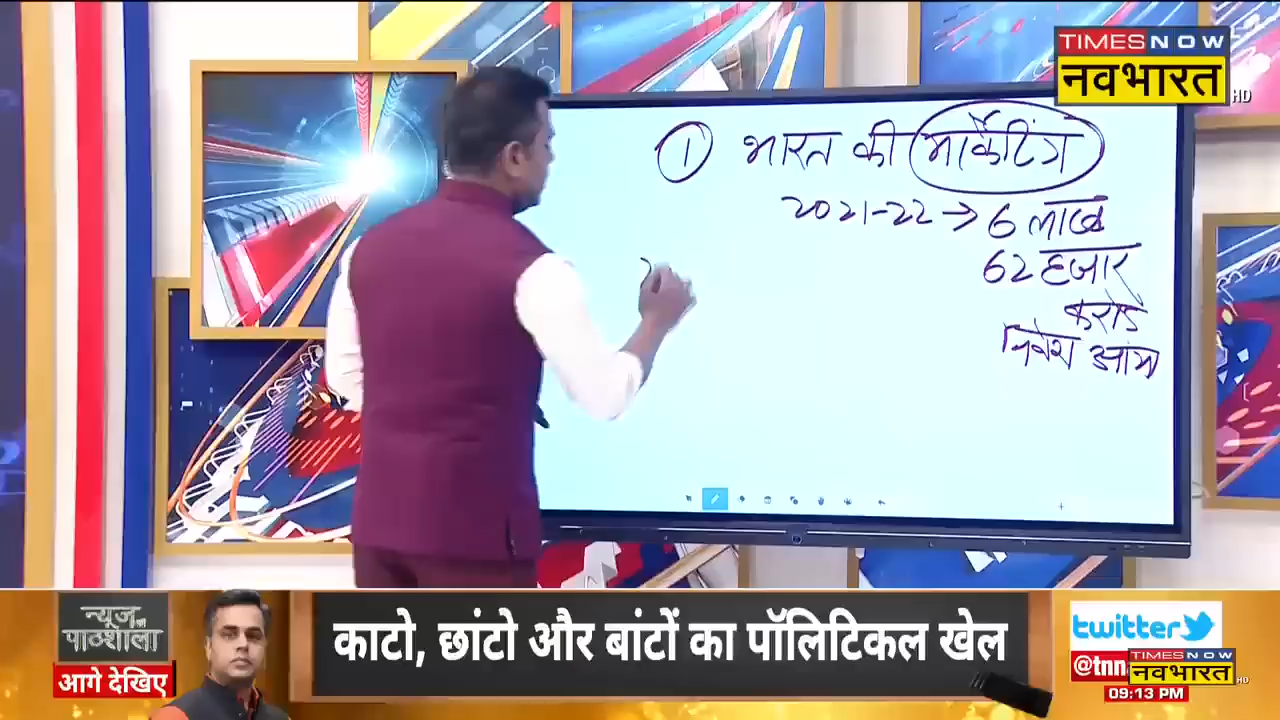 TIMES NOW
नवभारत
HD
1 भारत की मार्केटिंग
2021-22 → 6 लाख
62 हजार
करोड़
निवेश आया
न्यूज़ की
पाठशाला
आगे देखिए
काटो, छांटो और बांटों का पॉलिटिकल खेल
twitter
@tnn
TIMES NOW
नवभारत
HD
09:13 PM